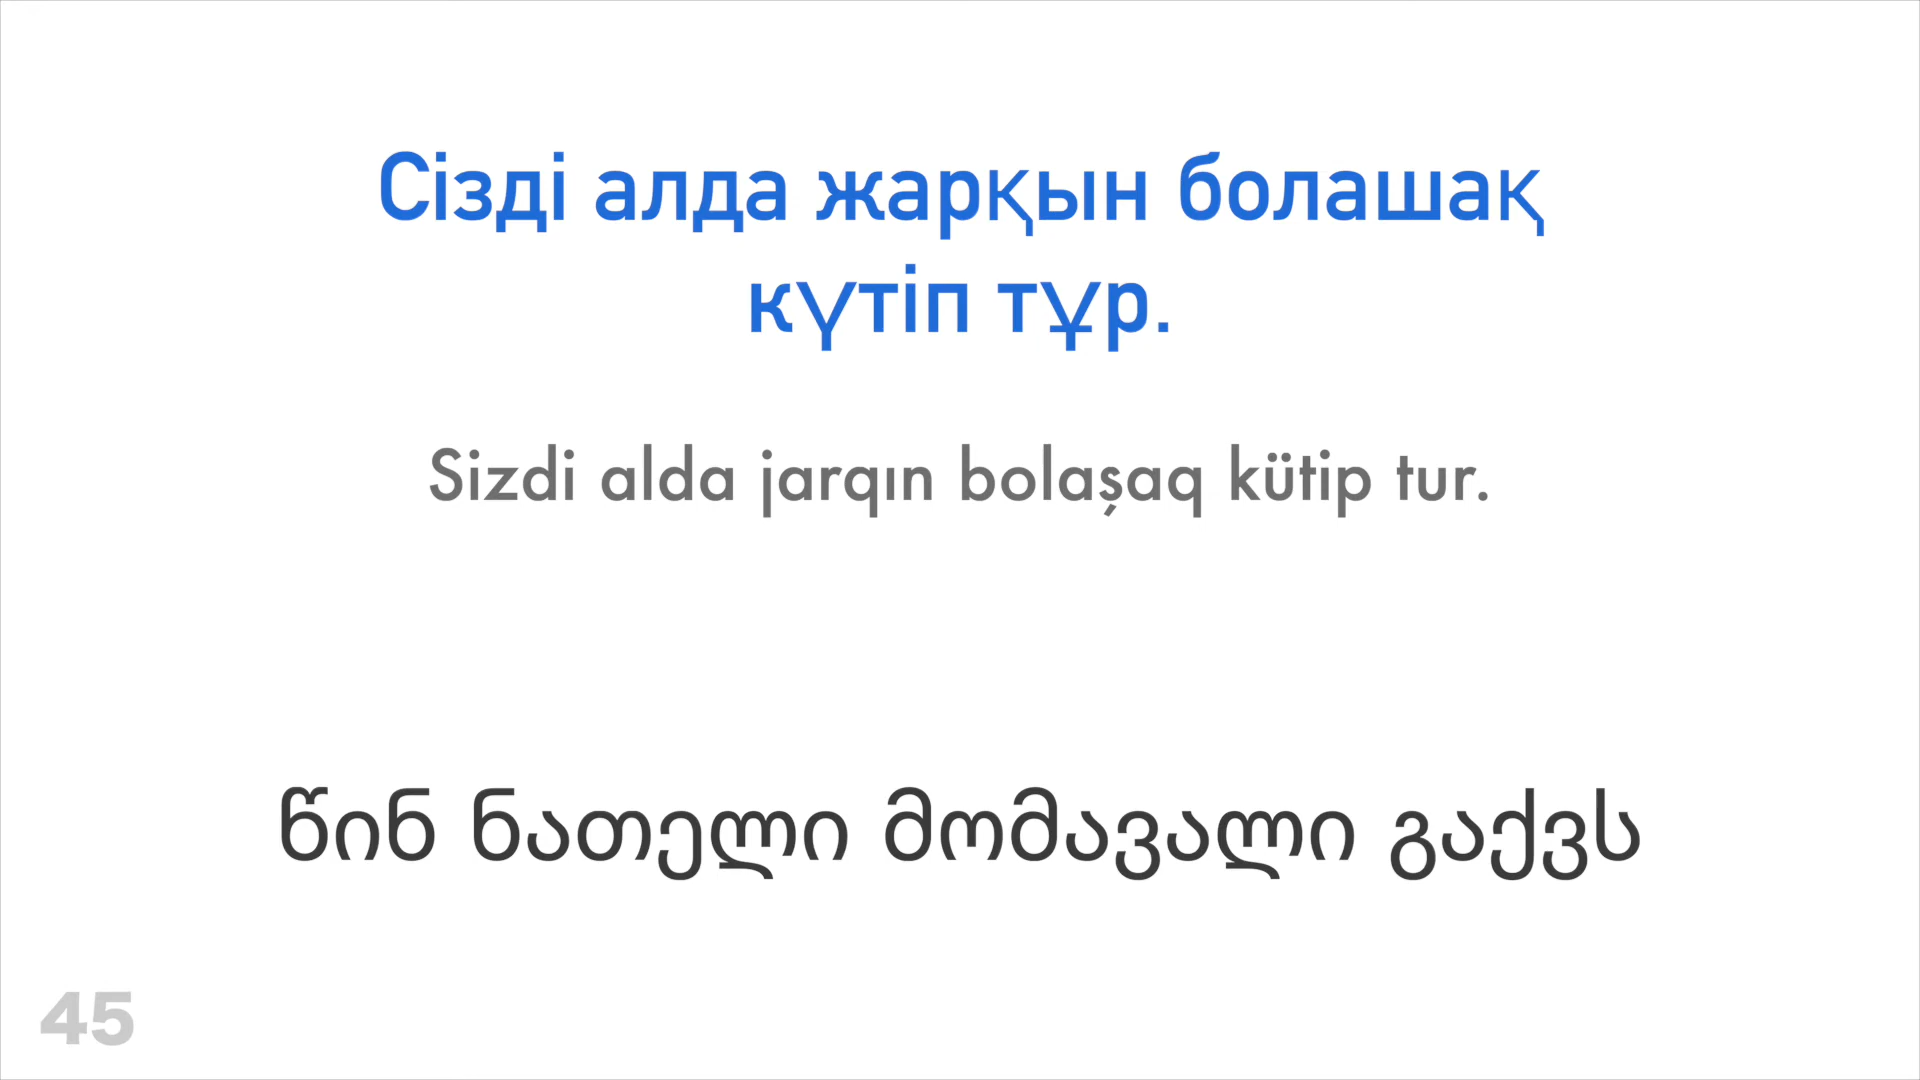 Сізді алда жарқын болашақ
күтіп тұр.
Sizdi alda jarqın bolaşaq kütip tur.
წინ ნათელი მომავალი გაქვს
45